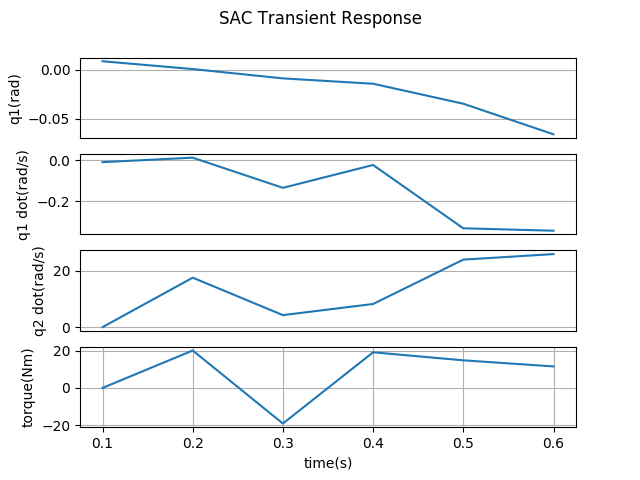 SAC Transient Response
q1(rad)
0.00
−0.05
q1 dot(rad/s)
0.0
−0.2
q2 dot(rad/s)
20
0
torque(Nm)
20
0
−20
0.1 0.2 0.3 0.4 0.5 0.6
time(s)